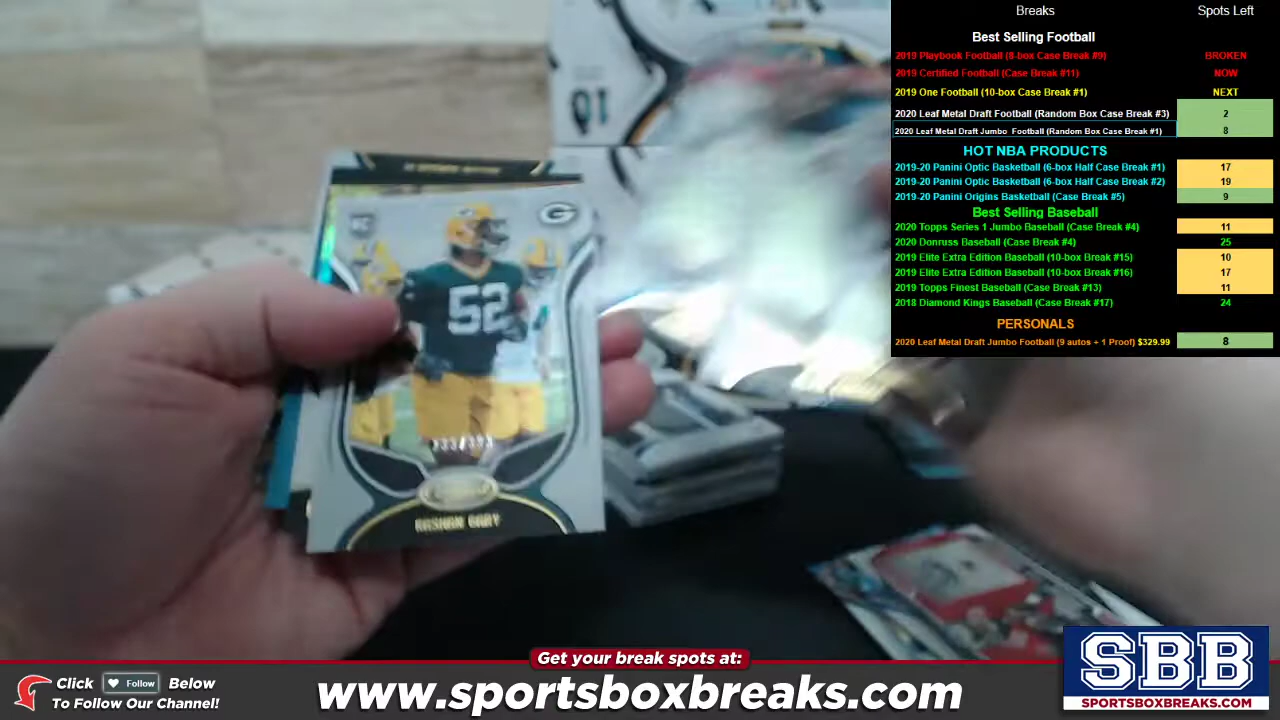 Breaks Spots Left
Best Selling Football
2019 Playbook Football (8-box Case Break #9) BROKEN
2019 Certified Football (Case Break #11) NOW
2019 One Football (10-box Case Break #1) NEXT
2020 Leaf Metal Draft Football (Random Box Case Break #3) 2
2020 Leaf Metal Draft Jumbo Football (Random Box Case Break #1) 8
HOT NBA PRODUCTS
2019-20 Panini Optic Basketball (6-box Half Case Break #1) 17
2019-20 Panini Optic Basketball (6-box Half Case Break #2) 19
2019-20 Panini Origins Basketball (Case Break #5) 9
Best Selling Baseball
2020 Topps Series 1 Jumbo Baseball (Case Break #4) 11
2020 Donruss Baseball (Case Break #4) 25
2019 Elite Extra Edition Baseball (10-box Break #15) 10
2019 Elite Extra Edition Baseball (10-box Break #16) 17
2019 Topps Finest Baseball (Case Break #13) 11
2018 Diamond Kings Baseball (Case Break #17) 24
PERSONALS
2020 Leaf Metal Draft Jumbo Football (9 autos + 1 Proof) $329.99 8
G
52
RASHAN GARY
Get your break spots at:
Click Follow Below
To Follow Our Channel!
www.sportsboxbreaks.com
SBB
SPORTSBOXBREAKS.COM